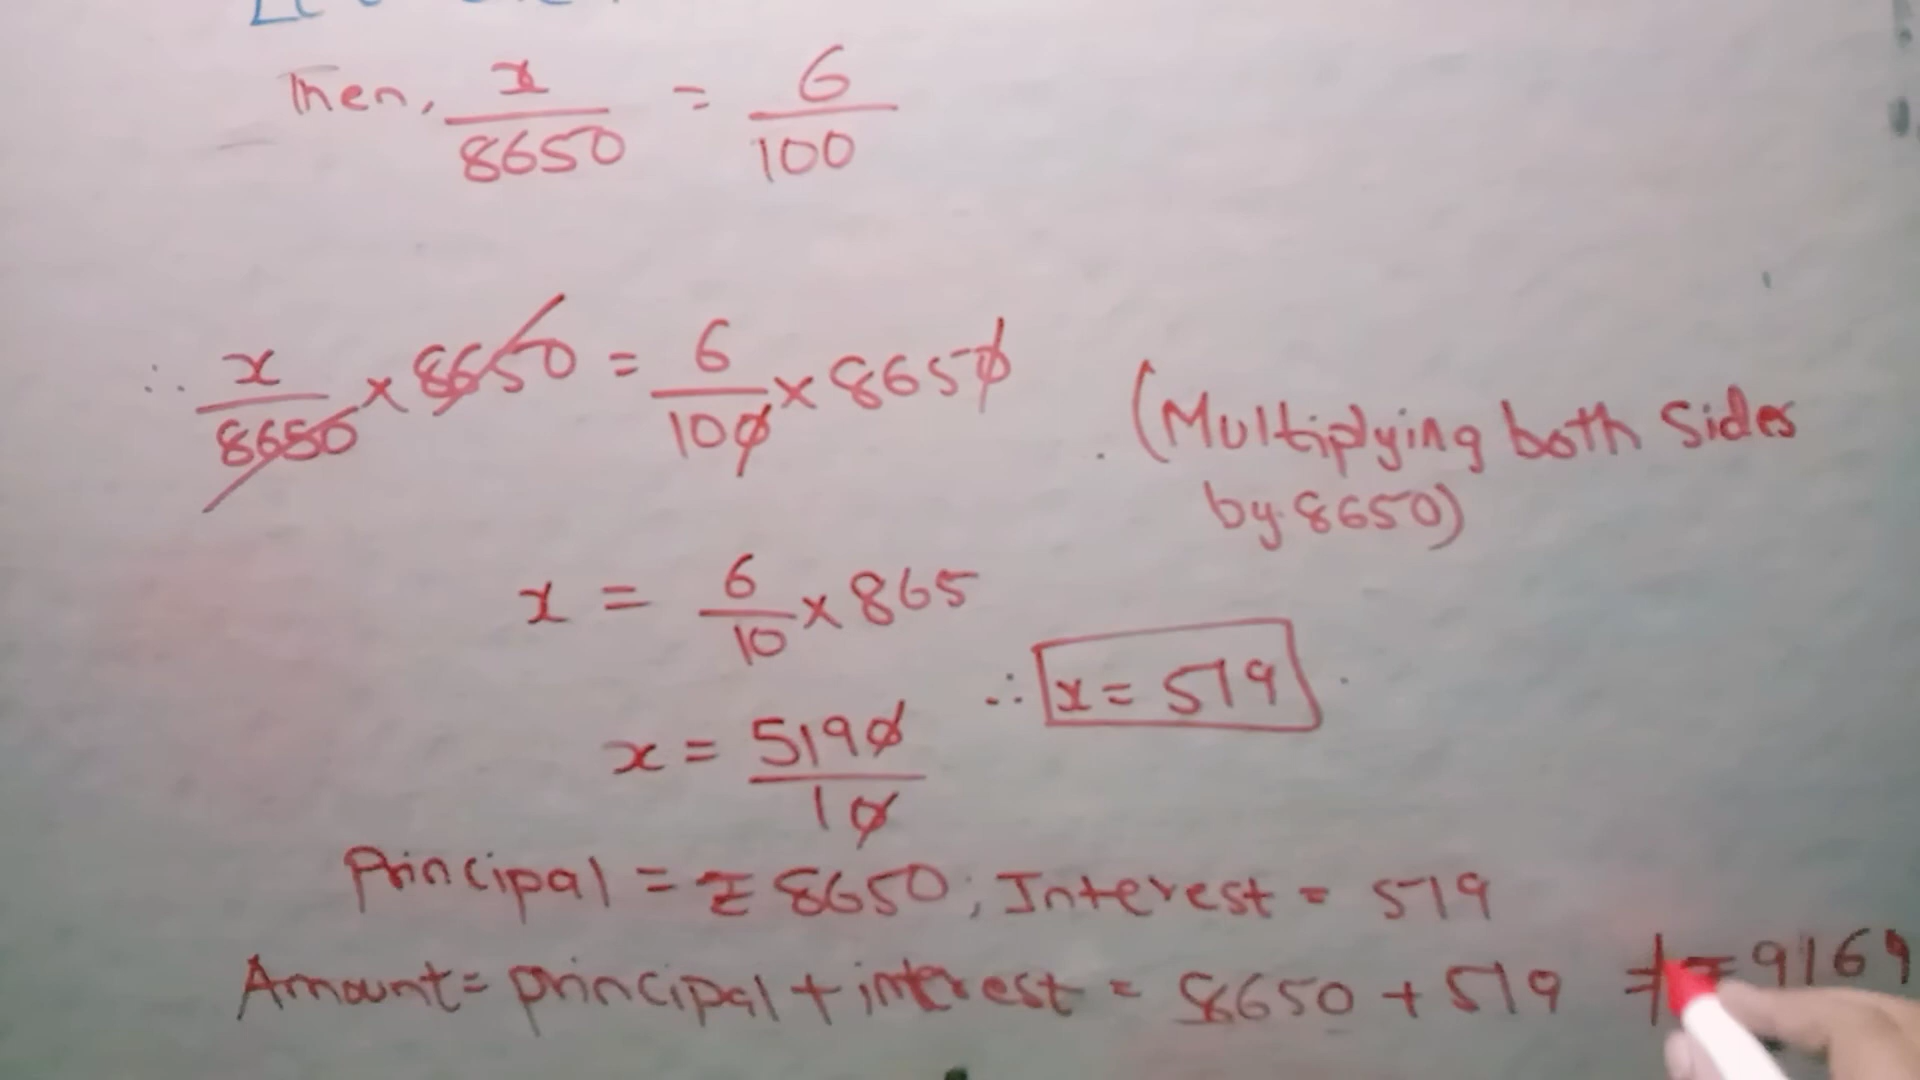 Then, x/8650 = 6/100
∴ x/8650 × 8650 = 6/100 × 8650 (Multiplying both sides by 8650)
x = 6/10 × 865
∴ x = 519
x = 5190/10
Principal = ₹ 8650; Interest = 519
Amount = principal + interest = 8650 + 519 = ₹ 9169